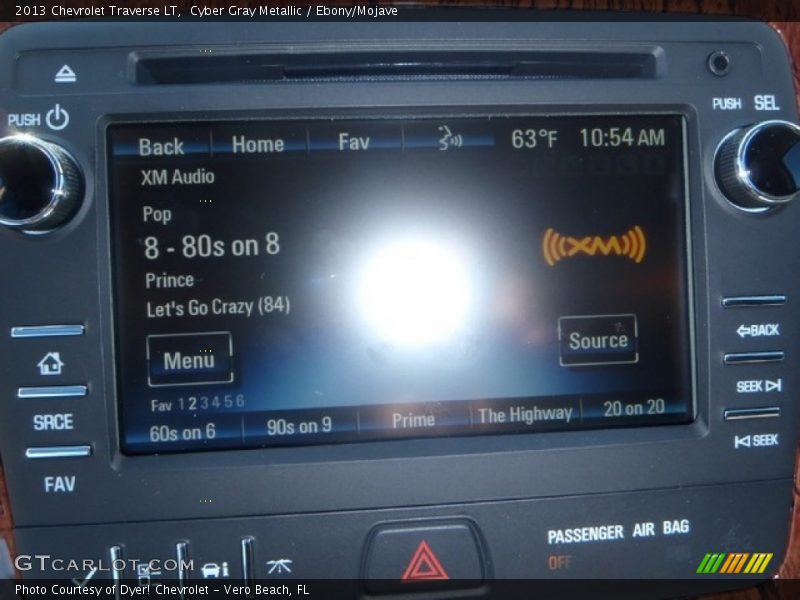 2013 Chevrolet Traverse LT, Cyber Gray Metallic / Ebony/Mojave
PUSH
PUSH SEL
Back Home Fav 63°F 10:54 AM
XM Audio
Pop
8 - 80s on 8
Prince
Let's Go Crazy (84)
XM
Menu
Source
Fav 1 2 3 4 5 6
60s on 6 90s on 9 Prime The Highway 20 on 20
SRCE
FAV
BACK
SEEK
SEEK
PASSENGER AIR BAG
OFF
GTCARLOT.COM
Photo Courtesy of Dyer! Chevrolet - Vero Beach, FL